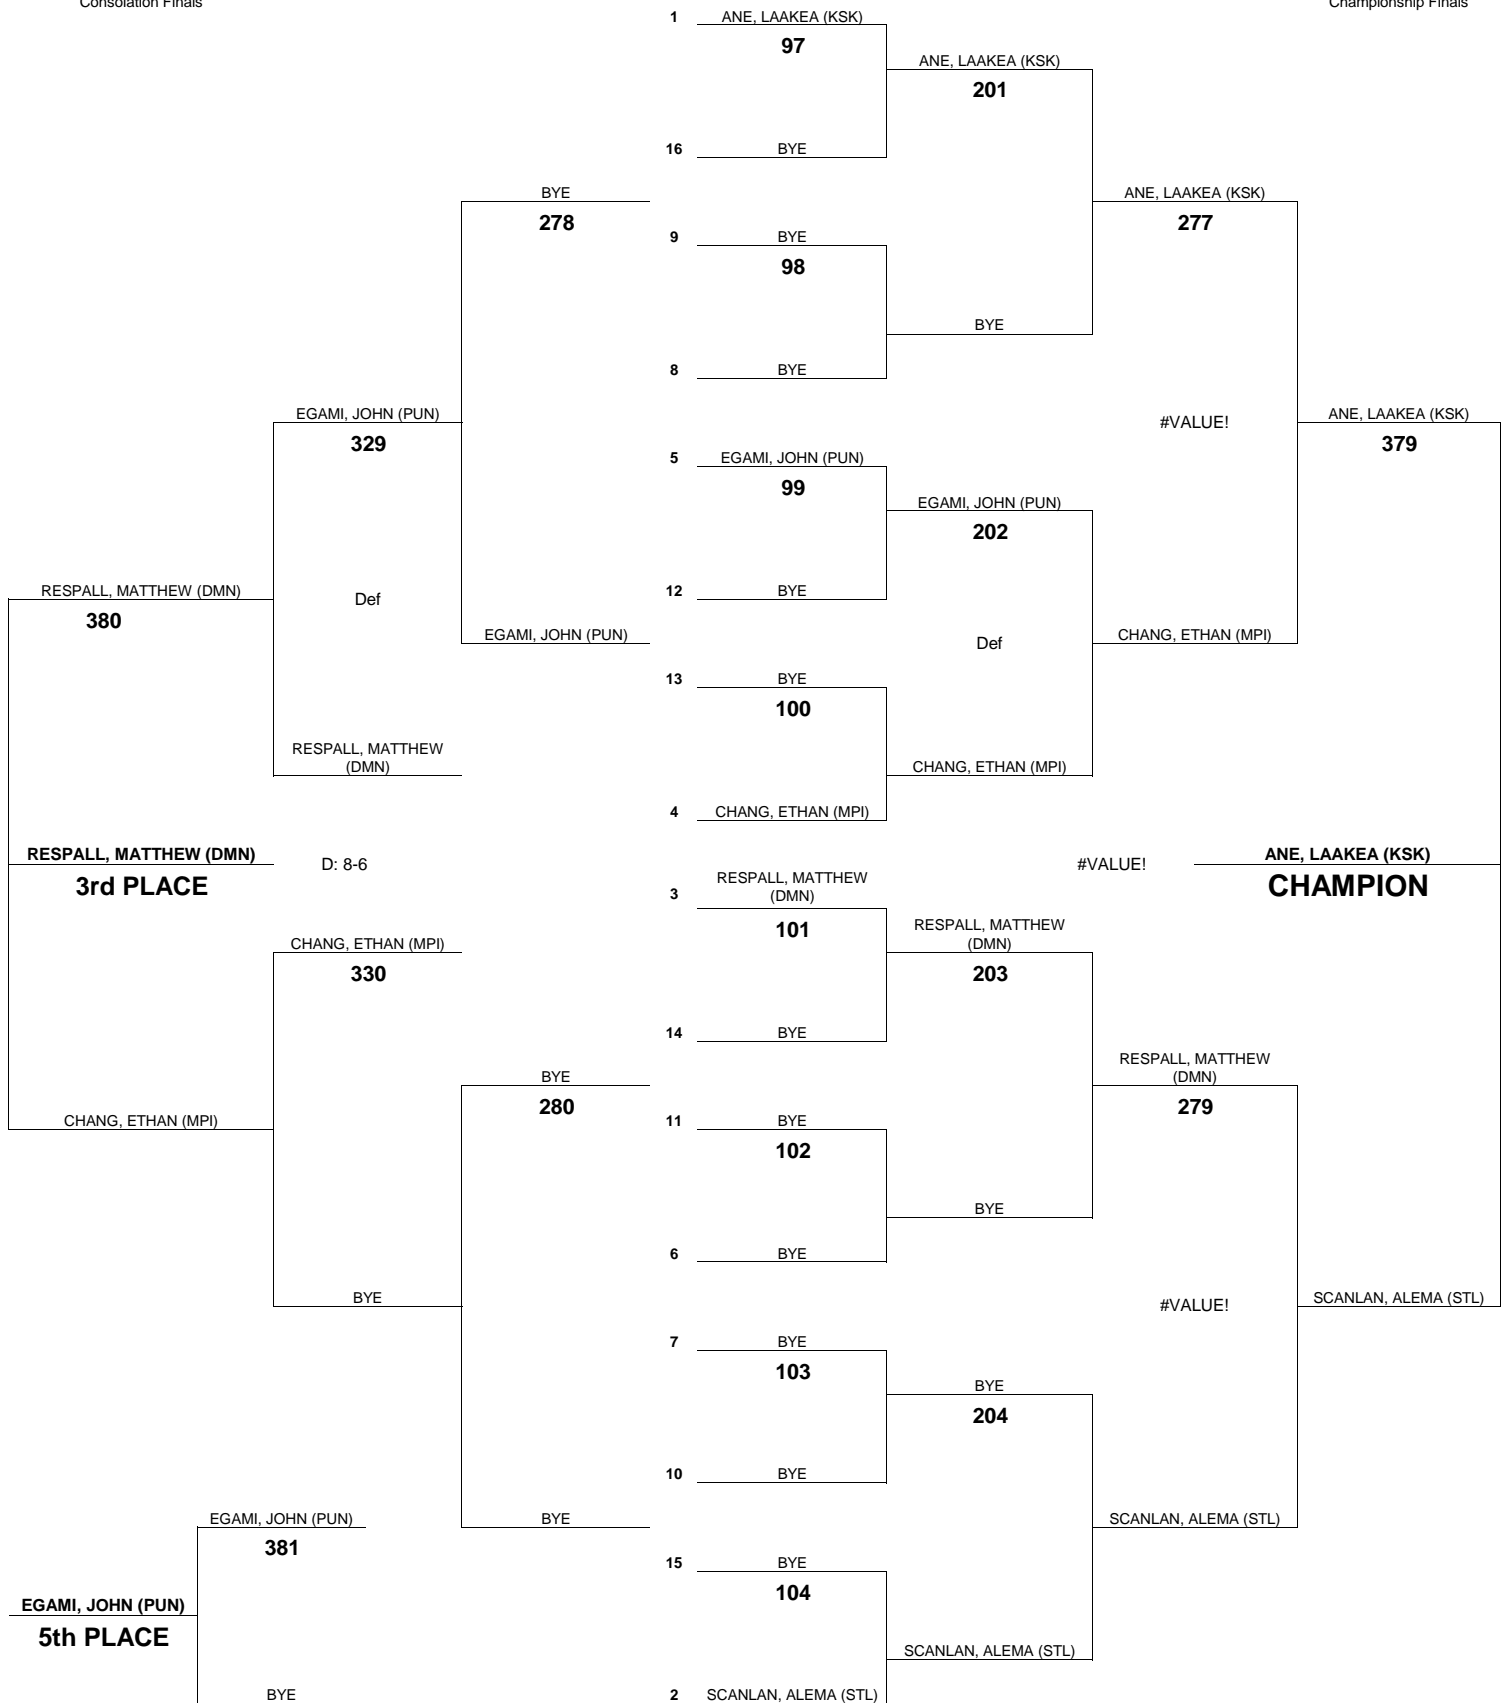 Consolation Finals
Championship Finals
1 ANE, LAAKEA (KSK)
97
ANE, LAAKEA (KSK)
201
16 BYE
BYE
278
ANE, LAAKEA (KSK)
277
9 BYE
98
BYE
8 BYE
EGAMI, JOHN (PUN)
329
#VALUE!
ANE, LAAKEA (KSK)
379
5 EGAMI, JOHN (PUN)
99
EGAMI, JOHN (PUN)
202
RESPALL, MATTHEW (DMN)
380
Def
12 BYE
EGAMI, JOHN (PUN)
Def
CHANG, ETHAN (MPI)
13 BYE
100
RESPALL, MATTHEW
(DMN)
CHANG, ETHAN (MPI)
4 CHANG, ETHAN (MPI)
RESPALL, MATTHEW (DMN)
3rd PLACE
D: 8-6
#VALUE!
ANE, LAAKEA (KSK)
CHAMPION
3 RESPALL, MATTHEW
(DMN)
101
RESPALL, MATTHEW
(DMN)
203
CHANG, ETHAN (MPI)
330
14 BYE
RESPALL, MATTHEW
(DMN)
279
BYE
280
CHANG, ETHAN (MPI)
11 BYE
102
BYE
6 BYE
BYE
#VALUE!
SCANLAN, ALEMA (STL)
7 BYE
103
BYE
204
10 BYE
EGAMI, JOHN (PUN)
381
BYE
SCANLAN, ALEMA (STL)
15 BYE
104
EGAMI, JOHN (PUN)
5th PLACE
SCANLAN, ALEMA (STL)
BYE
2 SCANLAN, ALEMA (STL)